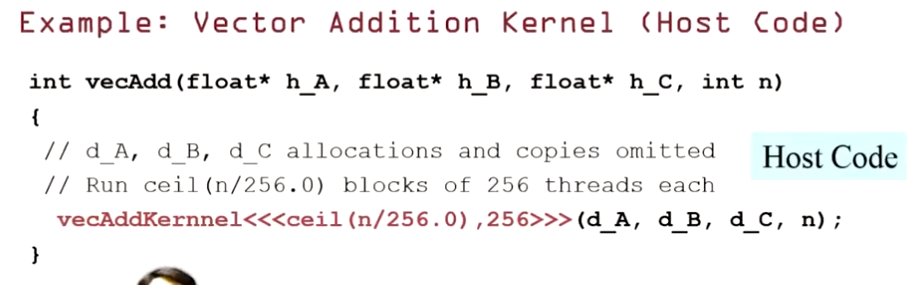 Example: Vector Addition Kernel (Host Code)
int vecAdd(float* h_A, float* h_B, float* h_C, int n)
{
// d_A, d_B, d_C allocations and copies omitted
Host Code
// Run ceil(n/256.0) blocks of 256 threads each
vecAddKernnel<<<ceil(n/256.0),256>>>(d_A, d_B, d_C, n);
}